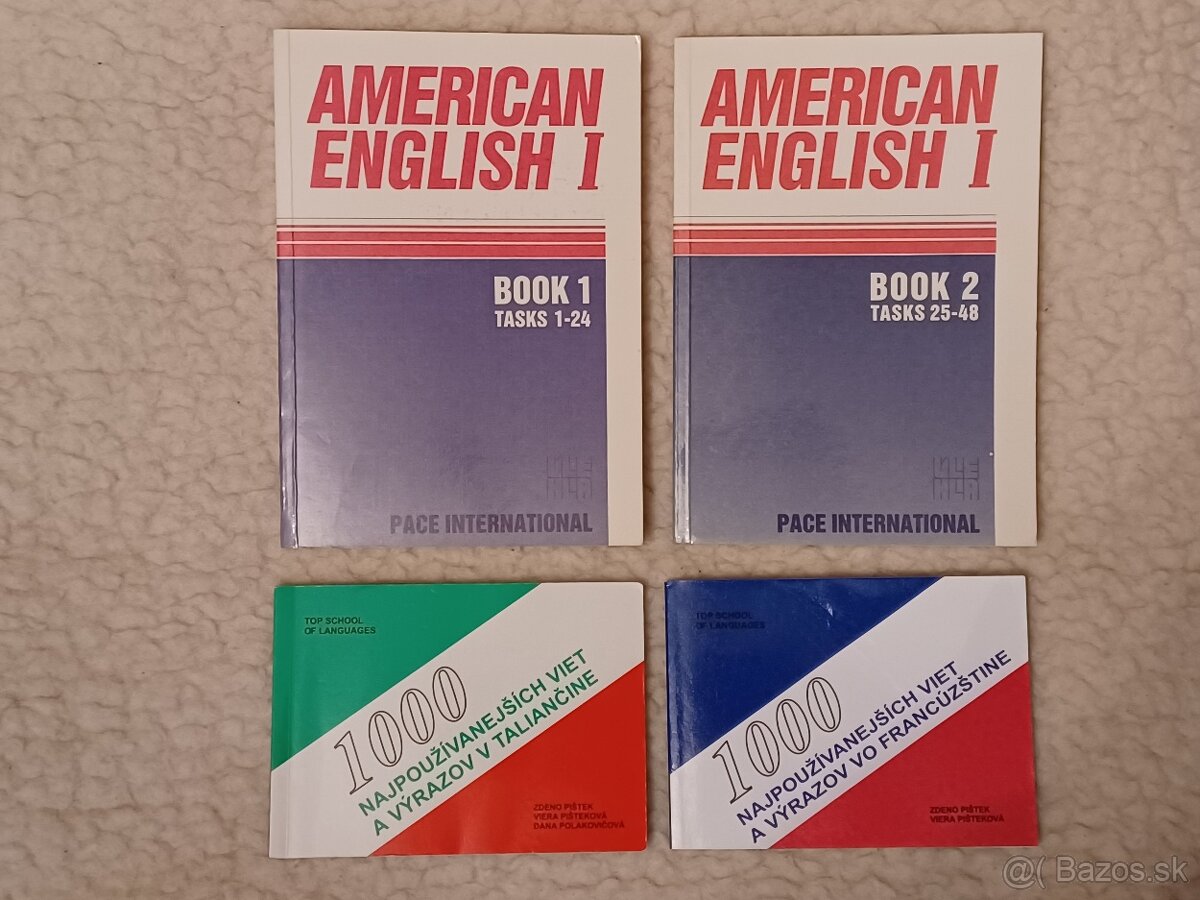 AMERICAN
ENGLISH I
BOOK 1
TASKS 1-24
PACE INTERNATIONAL
AMERICAN
ENGLISH I
BOOK 2
TASKS 25-48
PACE INTERNATIONAL
TOP SCHOOL
OF LANGUAGES
1000
NAJPOUŽÍVANEJŠÍCH VIET
A VÝRAZOV V TALIANČINE
ZDENO PIŠTEK
VIERA PIŠTEKOVÁ
DANA POLAKOVIČOVÁ
TOP SCHOOL
OF LANGUAGES
1000
NAJPOUŽÍVANEJŠÍCH VIET
A VÝRAZOV VO FRANCÚZŠTINE
ZDENO PIŠTEK
VIERA PIŠTEKOVÁ
@( Bazos.sk